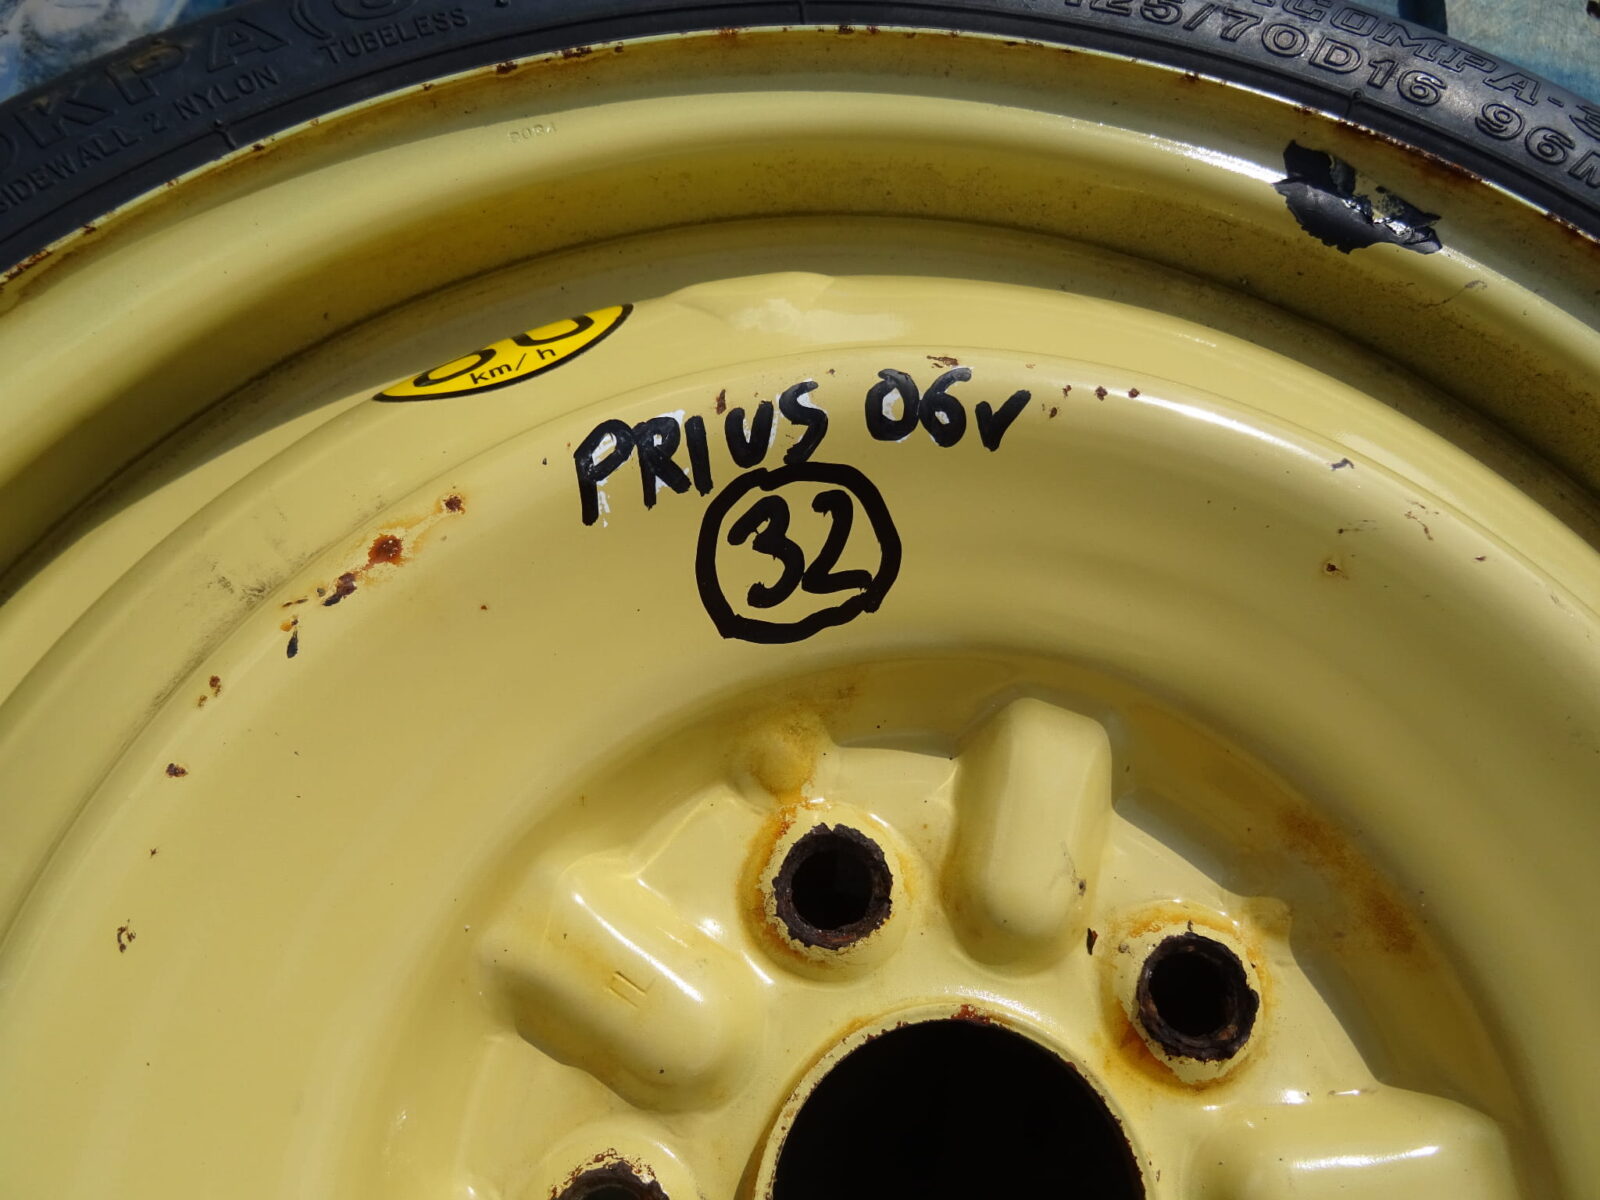 TUBELESS
SIDEWALL 2 NYLON
125/70D16 96M
km/h
PRIUS 06v
32